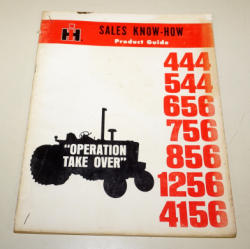 IH
SALES KNOW-HOW
Product Guide
444
544
656
756
856
1256
4156
"OPERATION
TAKE OVER"